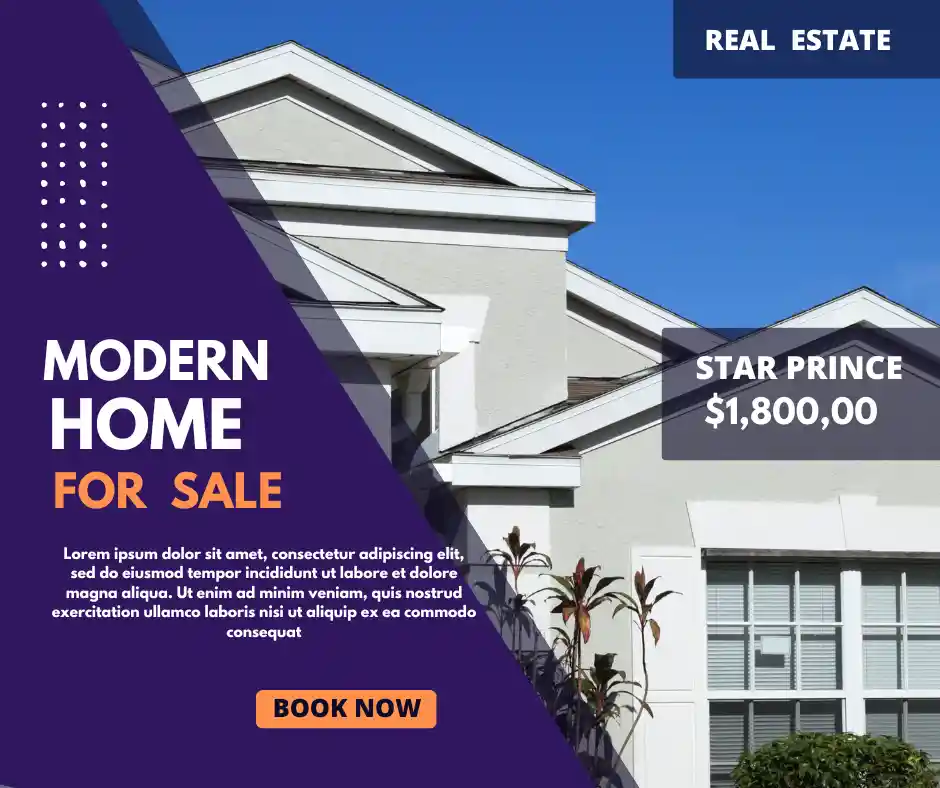 REAL ESTATE
STAR PRINCE
$1,800,00
MODERN
HOME
FOR SALE
Lorem ipsum dolor sit amet, consectetur adipiscing elit,
sed do eiusmod tempor incididunt ut labore et dolore
magna aliqua. Ut enim ad minim veniam, quis nostrud
exercitation ullamco laboris nisi ut aliquip ex ea commodo
consequat
BOOK NOW